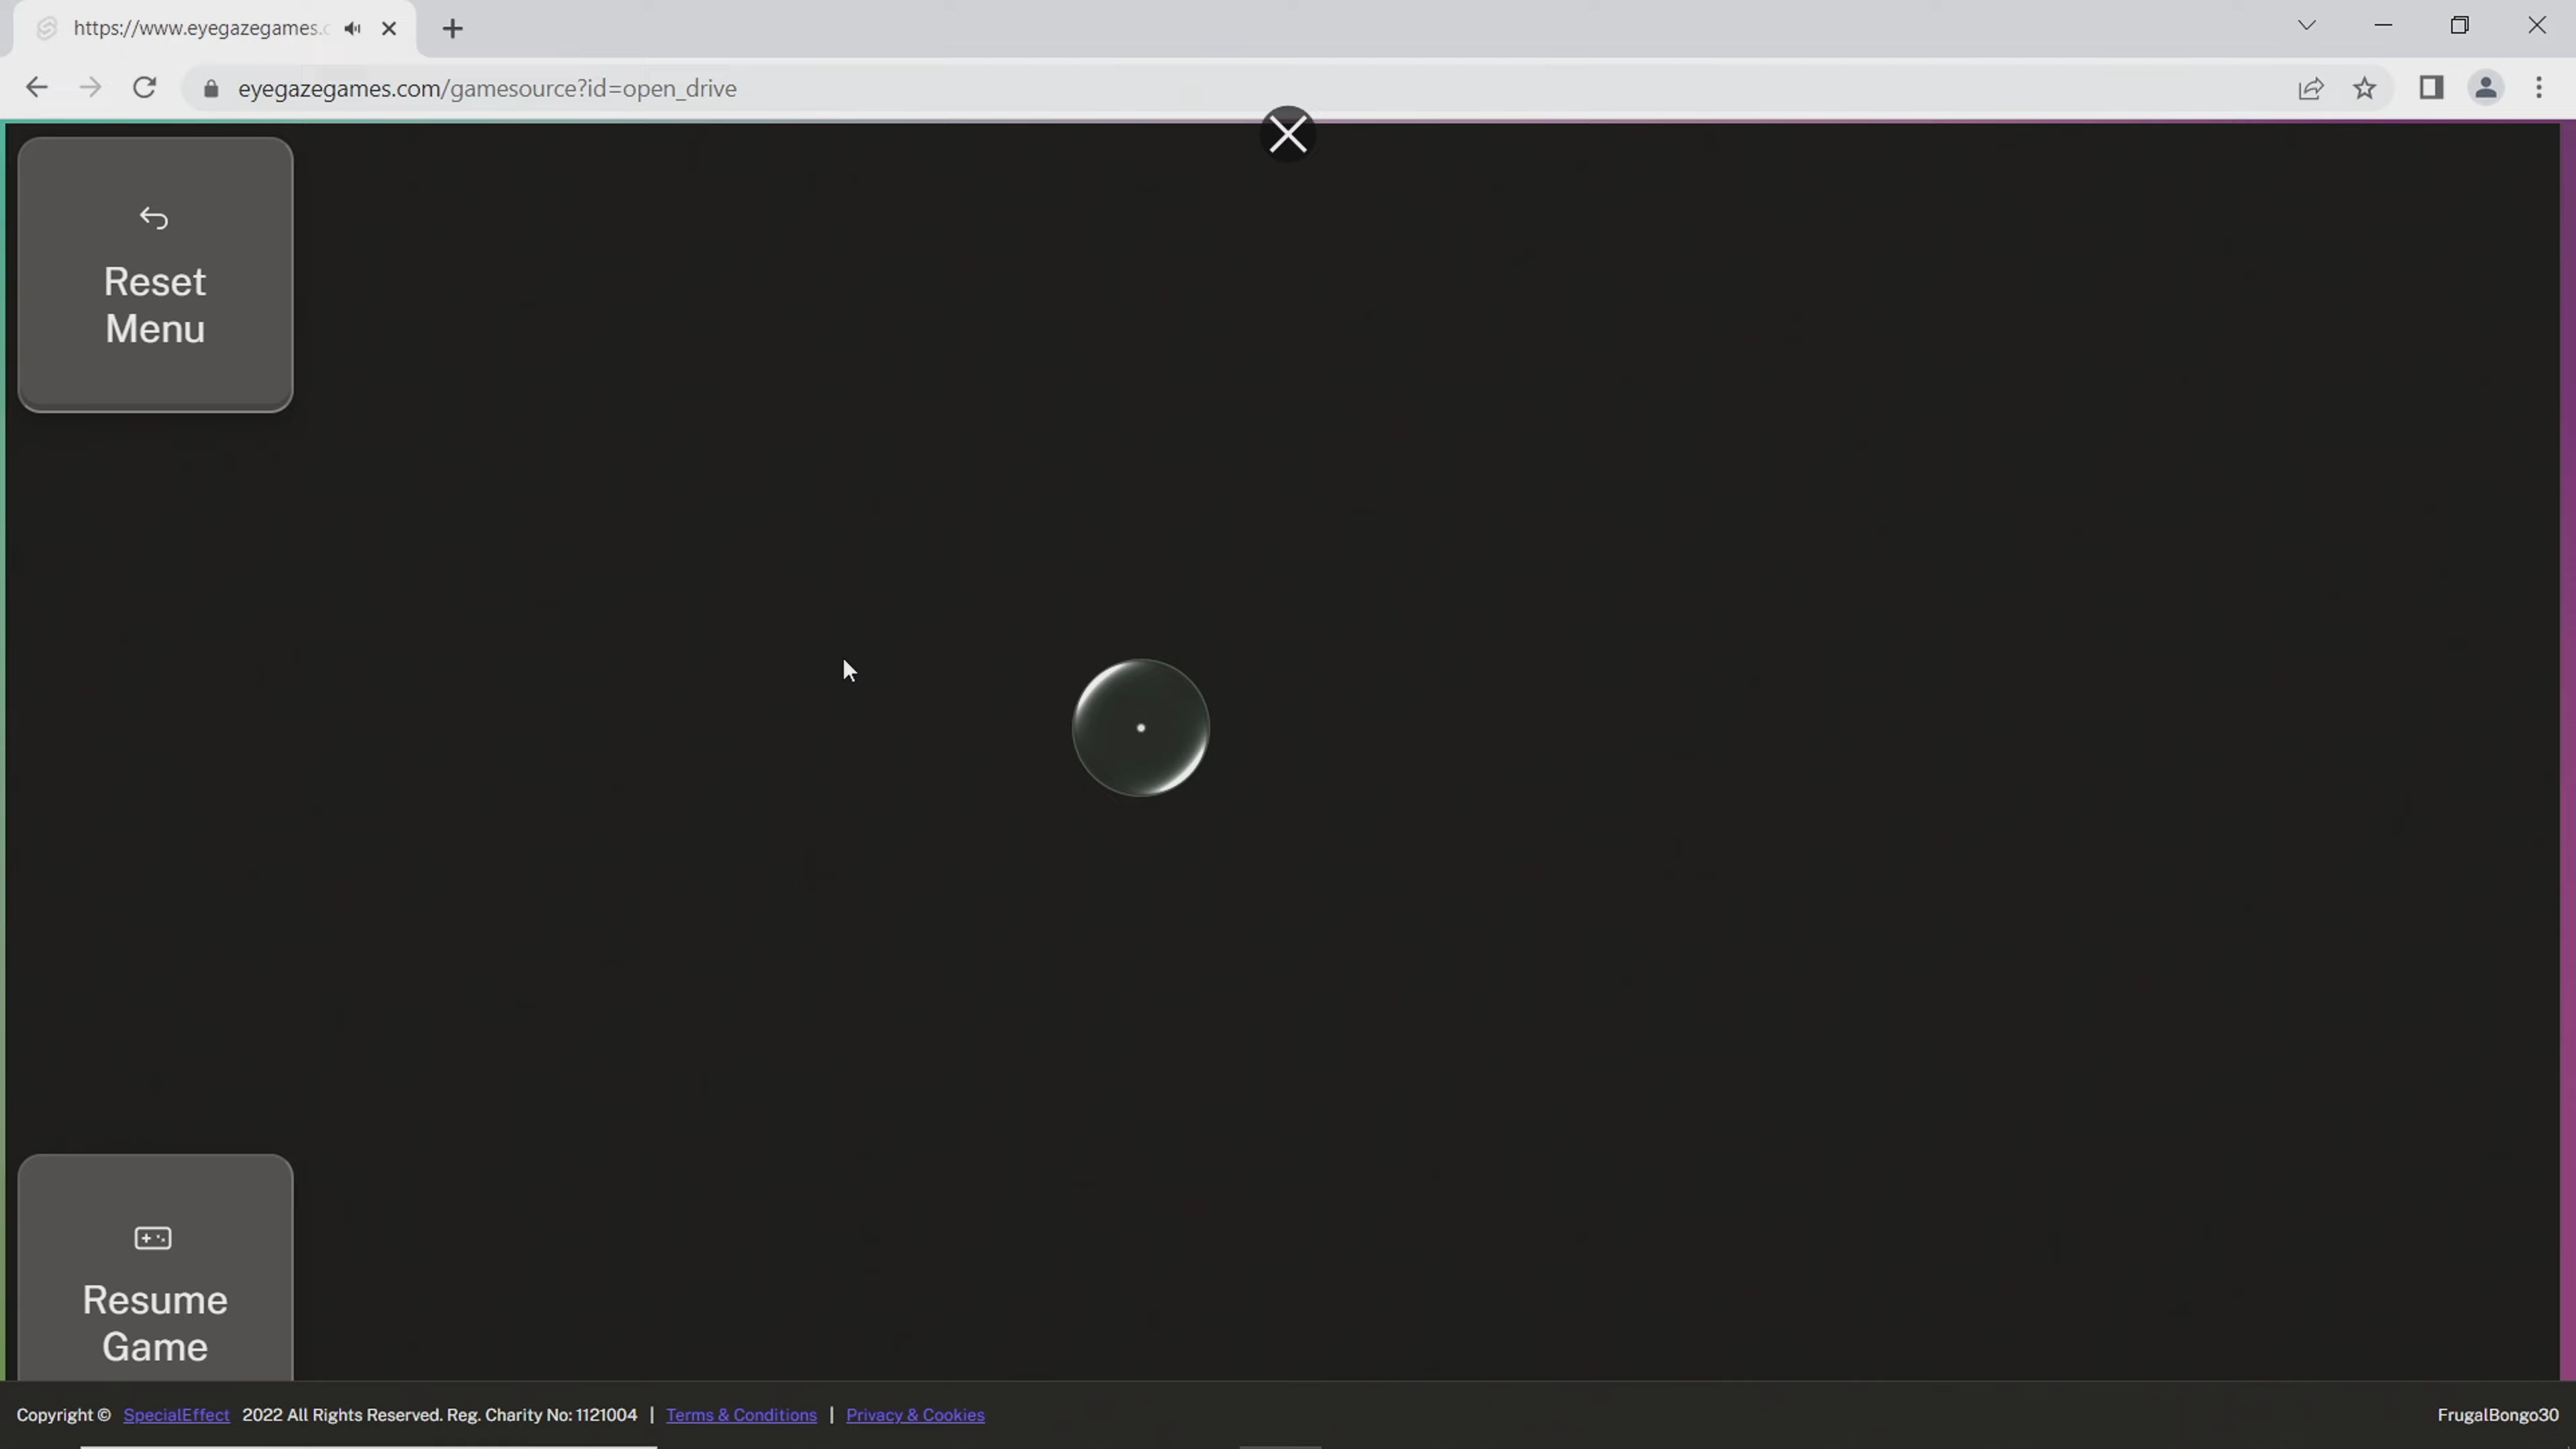 https://www.eyegazegames.c
eyegazegames.com/gamesource?id=open_drive
Reset
Menu
Resume
Game
Copyright © SpecialEffect 2022 All Rights Reserved. Reg. Charity No: 1121004 | Terms & Conditions | Privacy & Cookies
FrugalBongo30